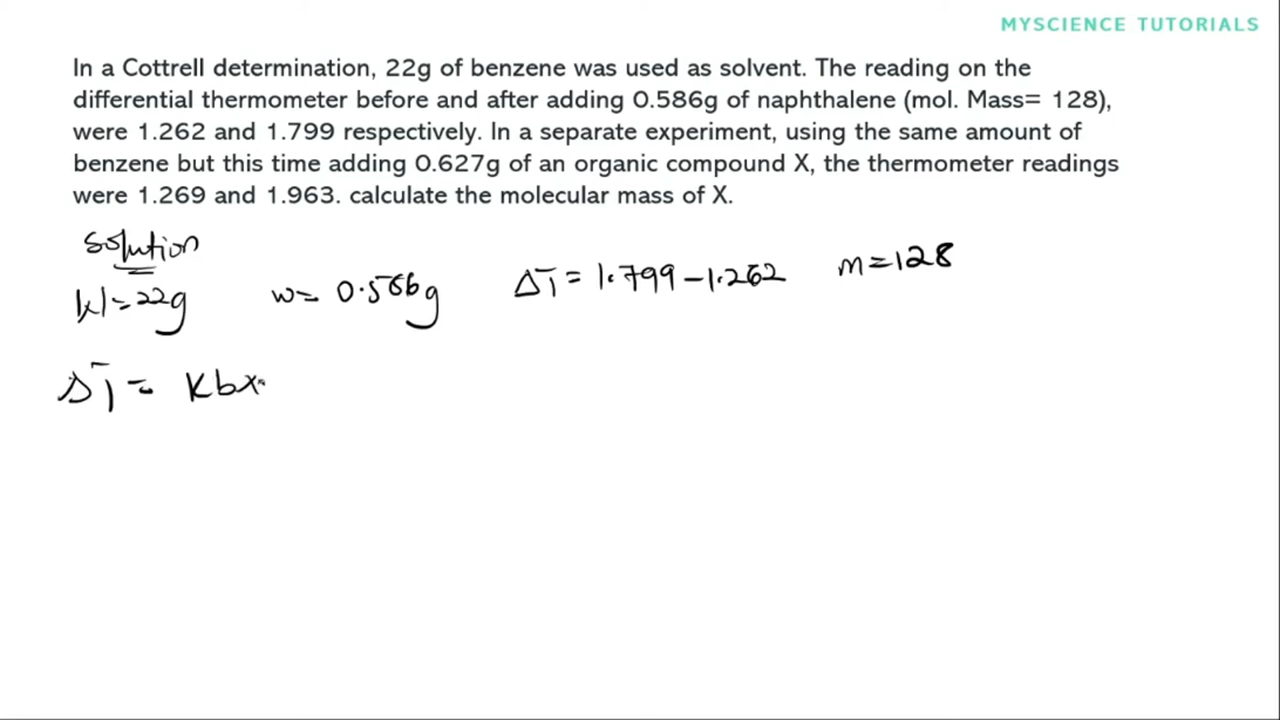 MYSCIENCE TUTORIALS
In a Cottrell determination, 22g of benzene was used as solvent. The reading on the
differential thermometer before and after adding 0.586g of naphthalene (mol. Mass= 128),
were 1.262 and 1.799 respectively. In a separate experiment, using the same amount of
benzene but this time adding 0.627g of an organic compound X, the thermometer readings
were 1.269 and 1.963. calculate the molecular mass of X.
Solution
W=22g w= 0.586g ΔT= 1.799-1.262 m=128
ΔT = Kbx